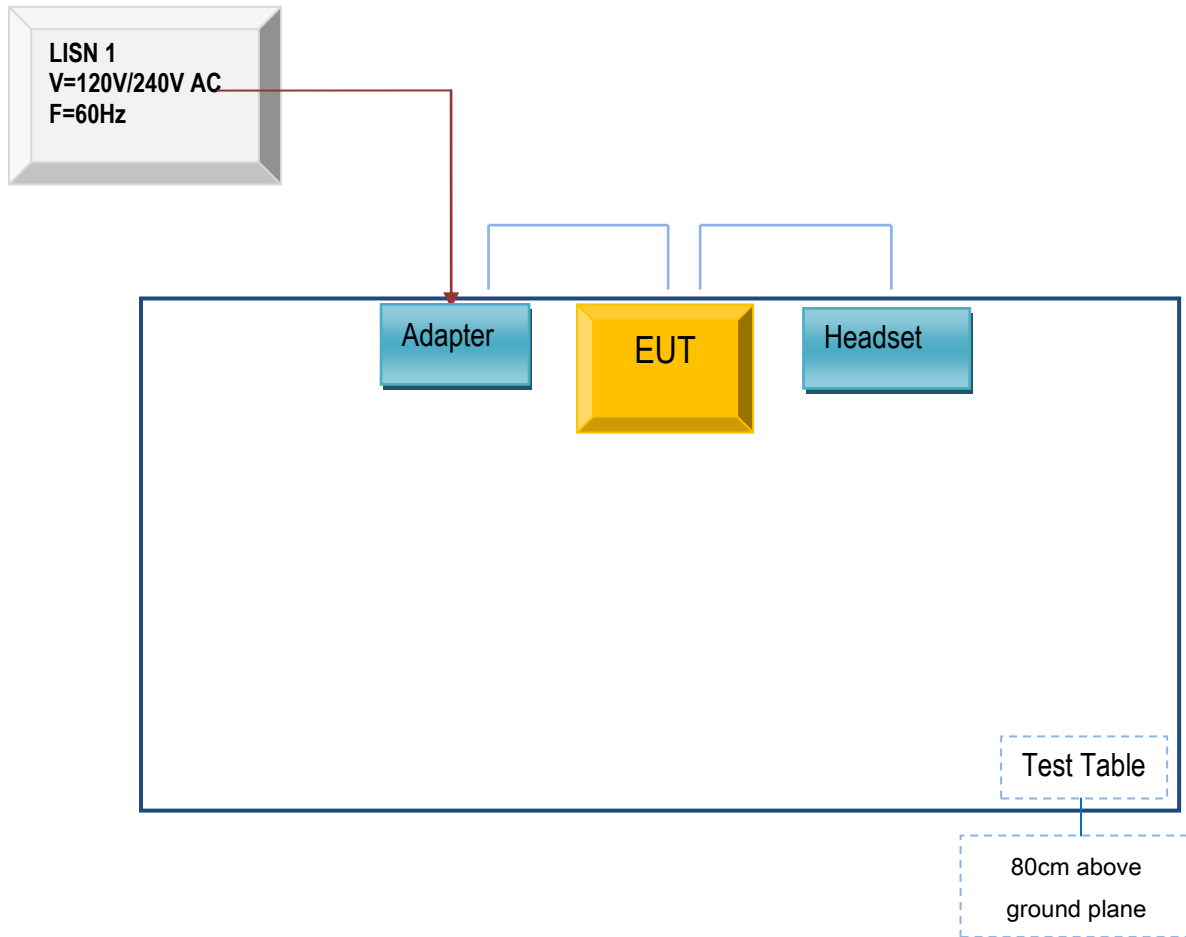 LISN 1
V=120V/240V AC
F=60Hz
Adapter
EUT
Headset
Test Table
80cm above
ground plane